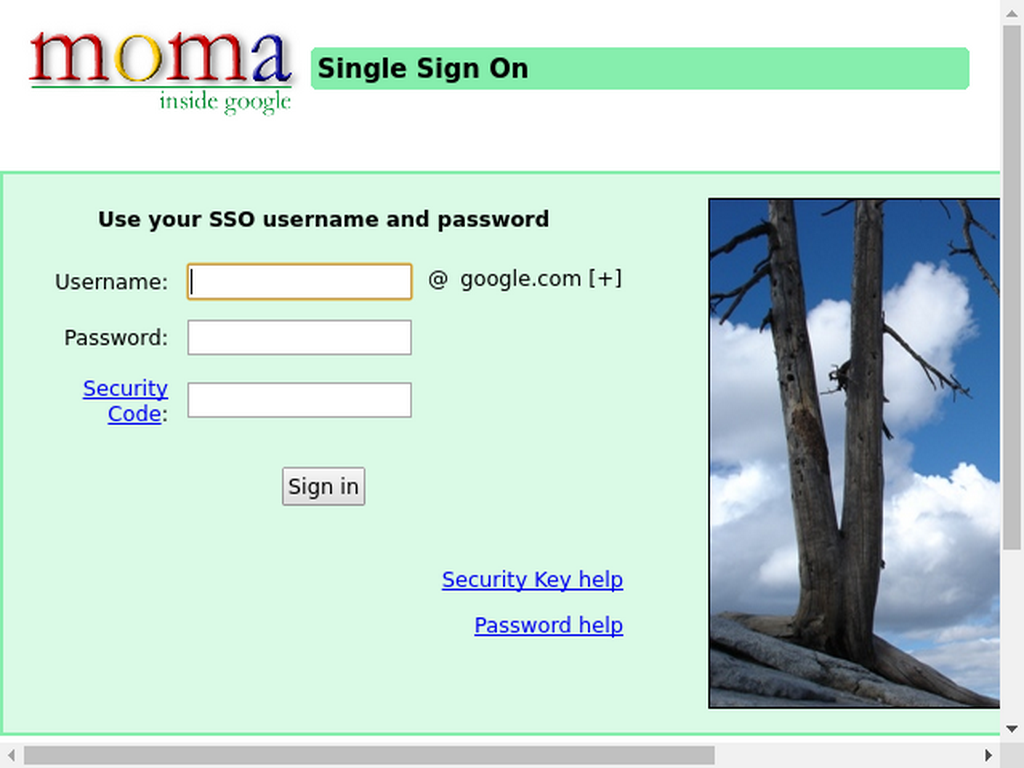 moma
inside google
Single Sign On
Use your SSO username and password
Username:
@ google.com [+]
Password:
Security
Code:
Sign in
Security Key help
Password help